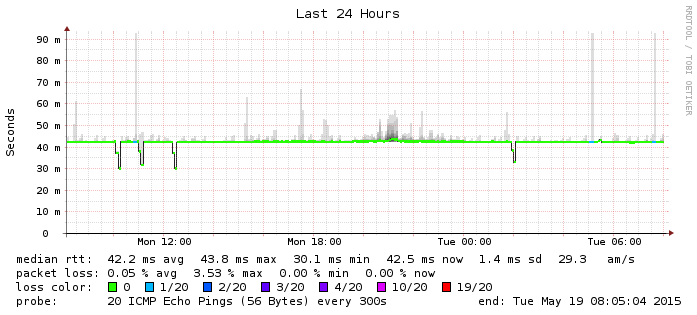 Last 24 Hours
RRDTOOL / TOBI OETIKER
Seconds
90 m
80 m
70 m
60 m
50 m
40 m
30 m
20 m
10 m
0
Mon 12:00 Mon 18:00 Tue 00:00 Tue 06:00
median rtt: 42.2 ms avg 43.8 ms max 30.1 ms min 42.5 ms now 1.4 ms sd 29.3 am/s
packet loss: 0.05 % avg 3.53 % max 0.00 % min 0.00 % now
loss color: 0 1/20 2/20 3/20 4/20 10/20 19/20
probe: 20 ICMP Echo Pings (56 Bytes) every 300s end: Tue May 19 08:05:04 2015